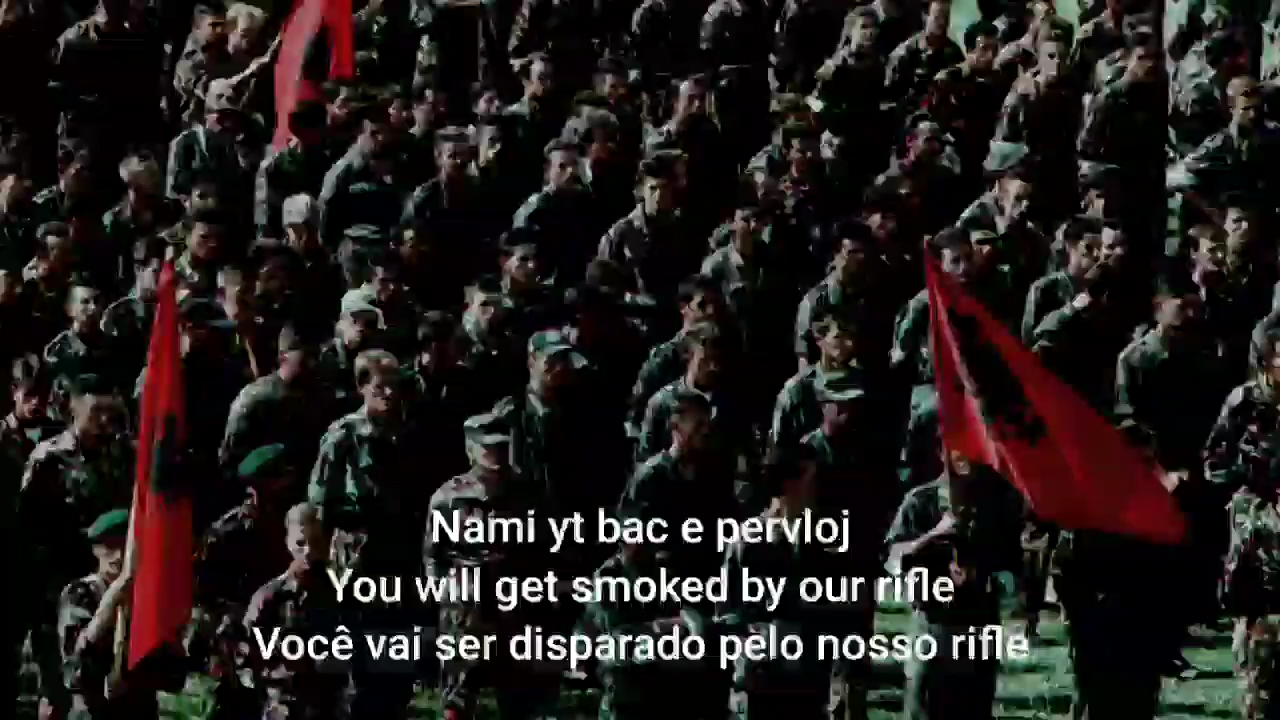 Nami yt bac e pervloj
You will get smoked by our rifle
Você vai ser disparado pelo nosso rifle